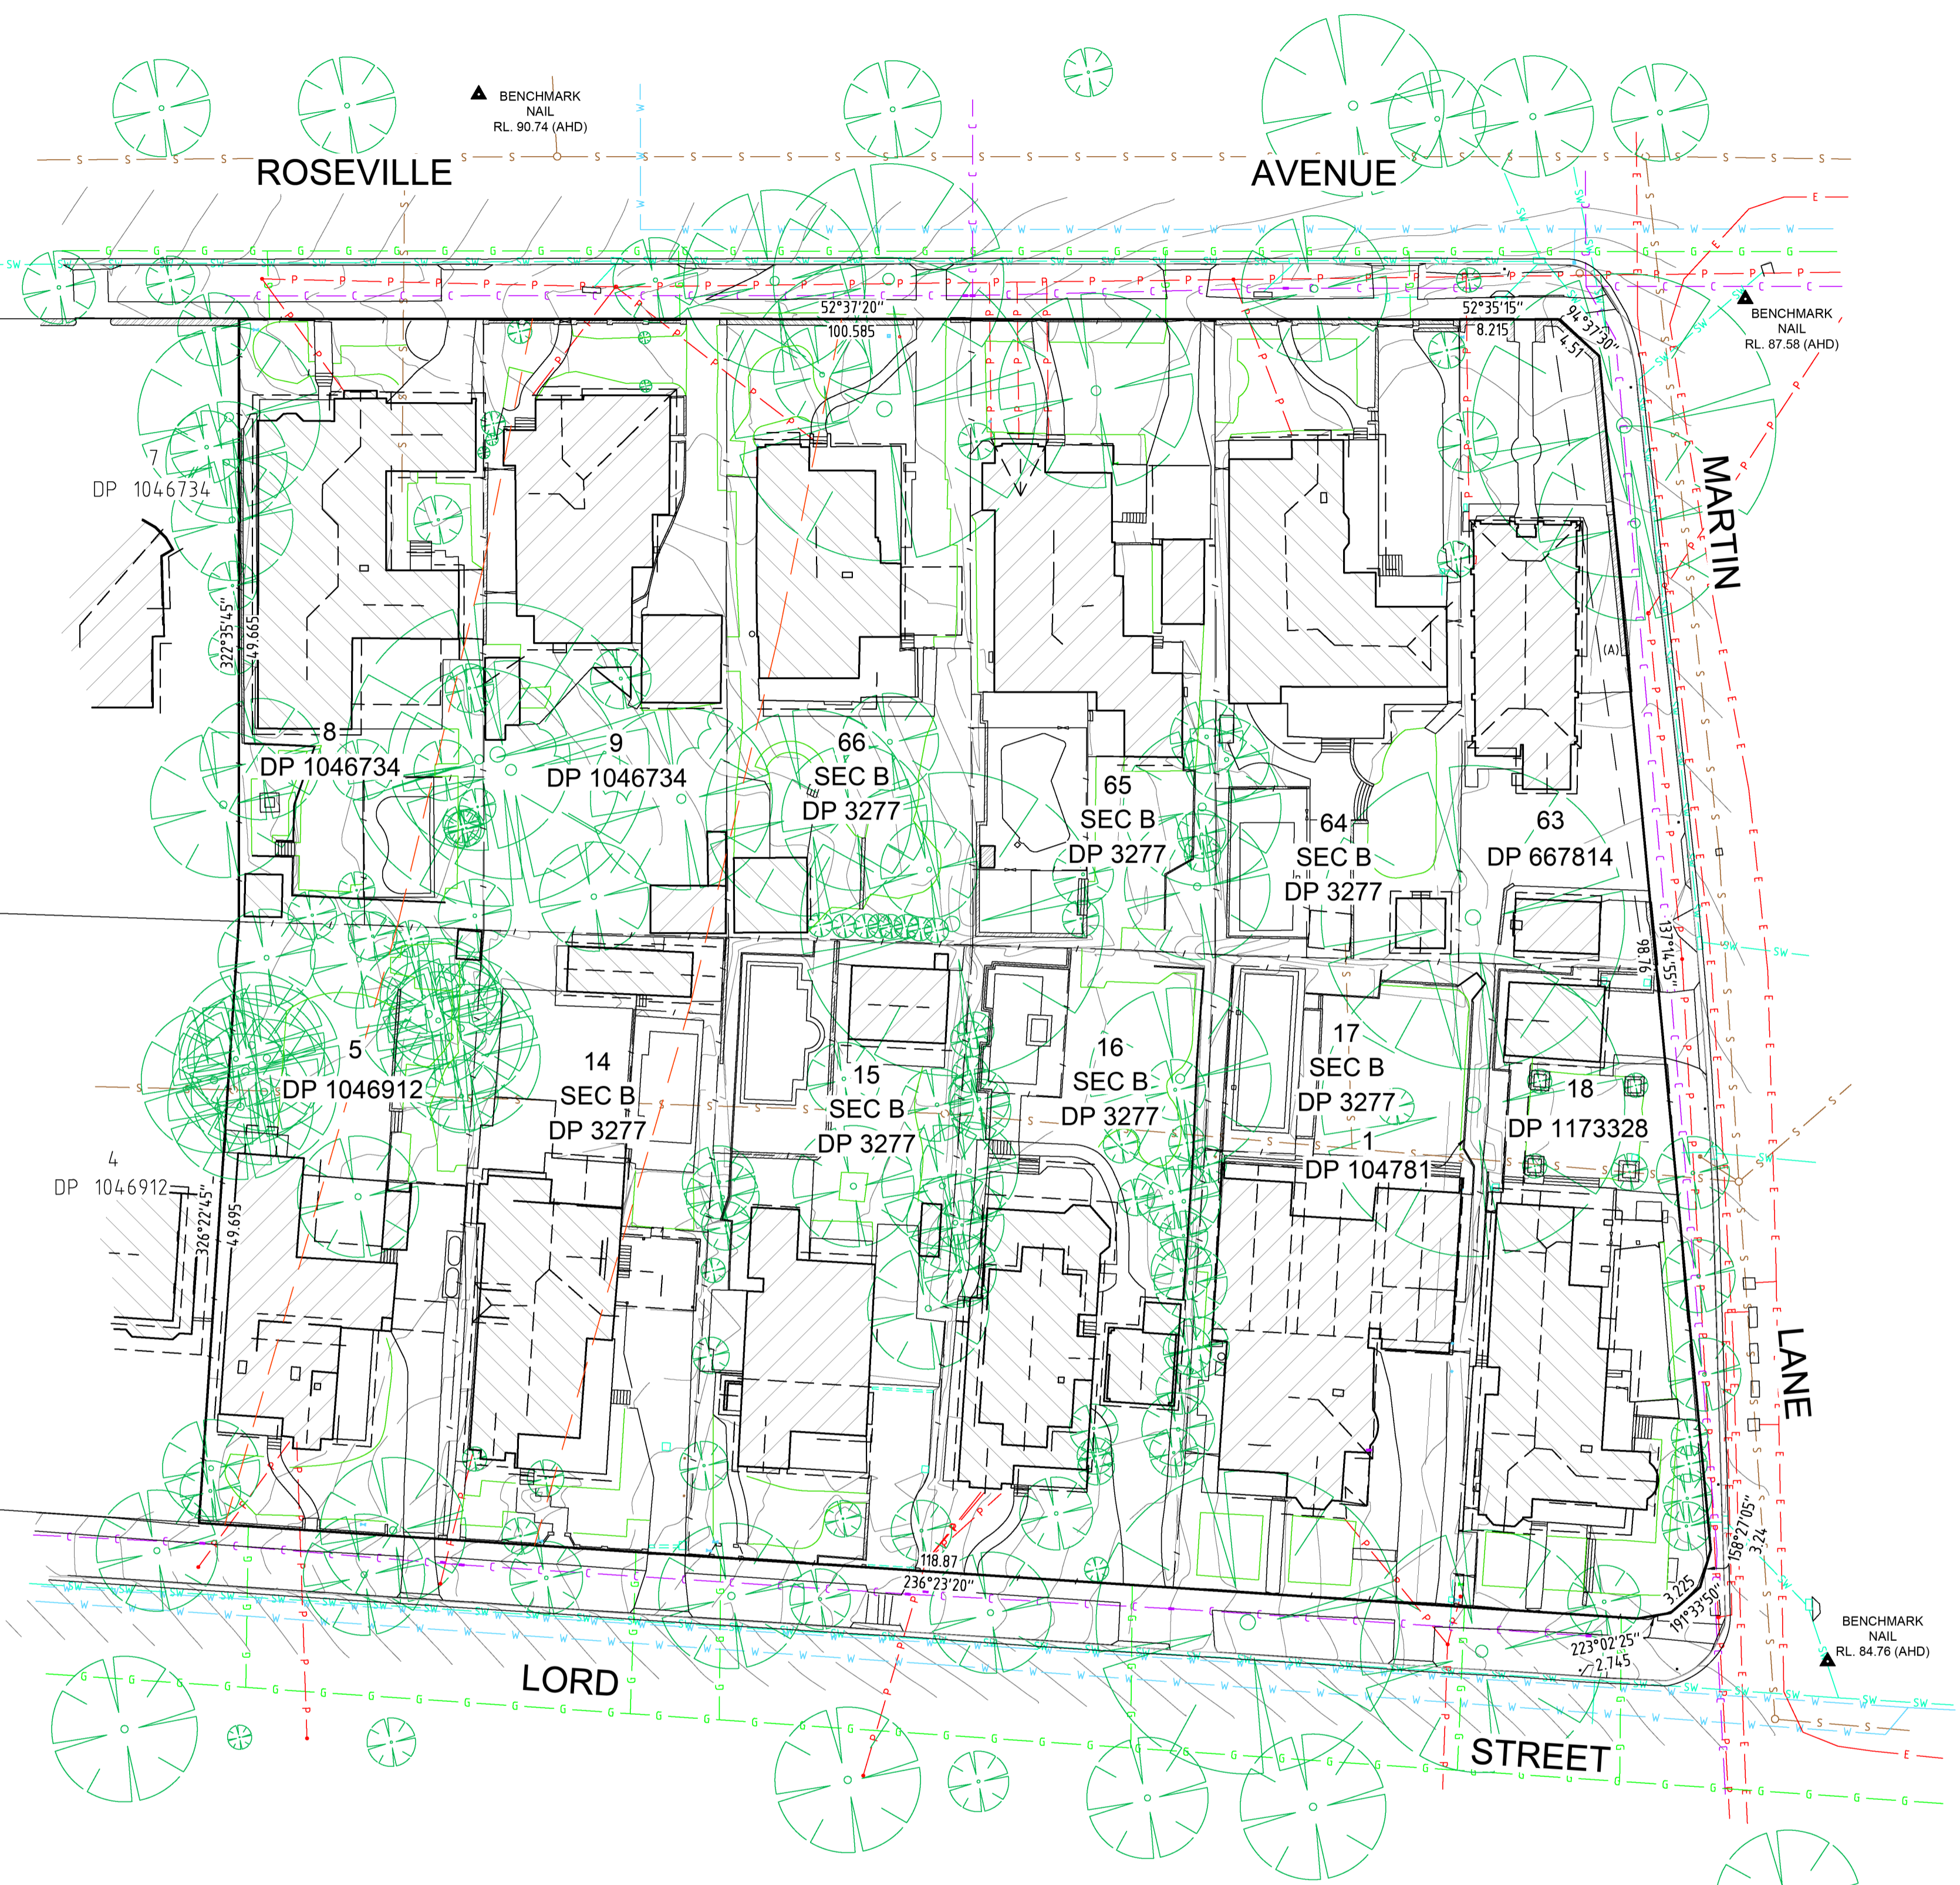 BENCHMARK
NAIL
RL. 90.74 (AHD)
ROSEVILLE
AVENUE
52°37'20"
100.585
52°35'15"
8.215
94°37'30"
4.51
BENCHMARK
NAIL
RL. 87.58 (AHD)
MARTIN
7
DP 1046734
322°35'45"
49.665
(A)
8
DP 1046734
9
DP 1046734
66
SEC B
DP 3277
65
SEC B
DP 3277
64
SEC B
DP 3277
63
DP 667814
137°14'55"
98.76
5
DP 1046912
14
SEC B
DP 3277
15
SEC B
DP 3277
16
SEC B
DP 3277
17
SEC B
DP 3277
1
DP 104781
18
DP 1173328
4
DP 1046912
326°22'45"
49.695
LANE
118.87
236°23'20"
158°27'05"
3.24
3.225
191°33'50"
223°02'25"
2.745
BENCHMARK
NAIL
RL. 84.76 (AHD)
LORD
STREET